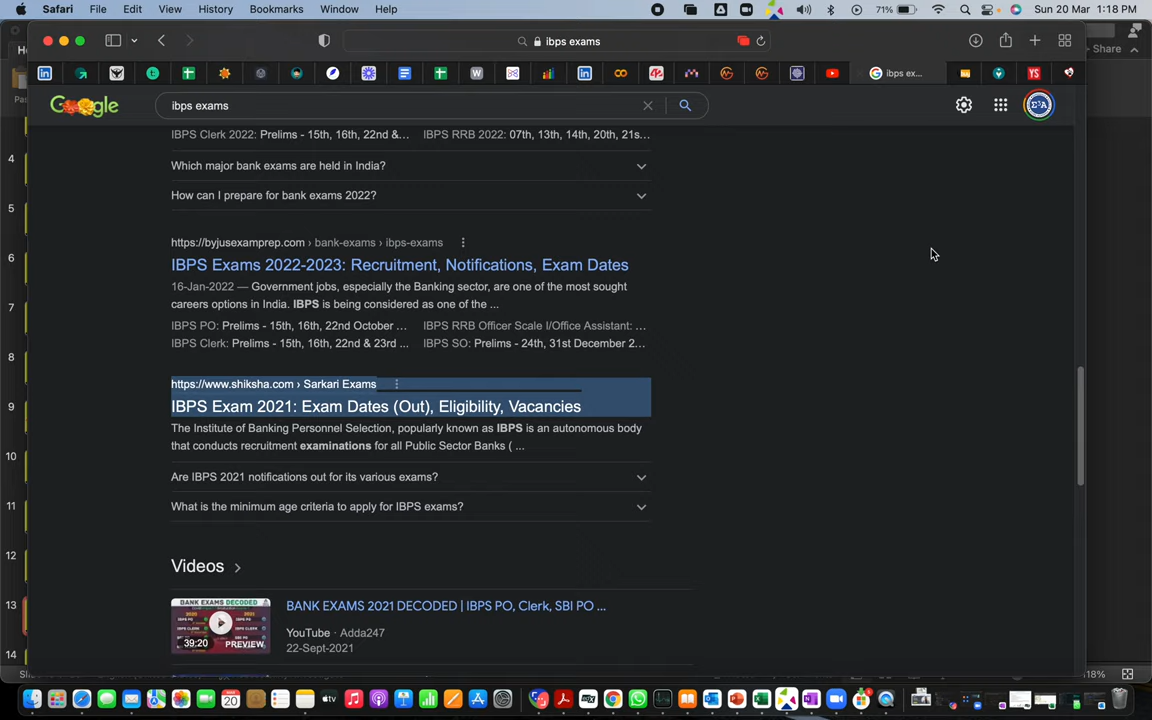 Safari File Edit View History Bookmarks Window Help 71% Sun 20 Mar 1:18 PM
ibps exams
Share
ibps ex...
Google ibps exams
IBPS Clerk 2022: Prelims - 15th, 16th, 22nd &... IBPS RRB 2022: 07th, 13th, 14th, 20th, 21s...
Which major bank exams are held in India?
How can I prepare for bank exams 2022?
https://byjusexamprep.com › bank-exams › ibps-exams
IBPS Exams 2022-2023: Recruitment, Notifications, Exam Dates
16-Jan-2022 — Government jobs, especially the Banking sector, are one of the most sought
careers options in India. IBPS is being considered as one of the ...
IBPS PO: Prelims - 15th, 16th, 22nd October ... IBPS RRB Officer Scale I/Office Assistant: ...
IBPS Clerk: Prelims - 15th, 16th, 22nd & 23rd ... IBPS SO: Prelims - 24th, 31st December 2...
https://www.shiksha.com › Sarkari Exams
IBPS Exam 2021: Exam Dates (Out), Eligibility, Vacancies
The Institute of Banking Personnel Selection, popularly known as IBPS is an autonomous body
that conducts recruitment examinations for all Public Sector Banks ( ...
Are IBPS 2021 notifications out for its various exams?
What is the minimum age criteria to apply for IBPS exams?
Videos
BANK EXAMS DECODED
39:20 PREVIEW
BANK EXAMS 2021 DECODED | IBPS PO, Clerk, SBI PO ...
YouTube · Adda247
22-Sept-2021
4
5
6
7
8
9
10
11
12
13
14